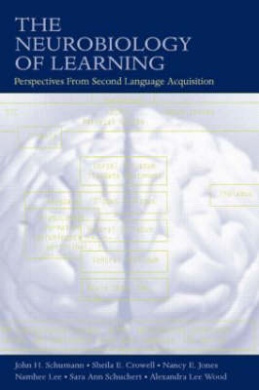 THE
NEUROBIOLOGY
OF LEARNING
Perspectives From Second Language Acquisition
John H. Schumann • Sheila E. Crowell • Nancy E. Jones
Namhee Lee • Sara Ann Schuchert • Alexandra Lee Wood